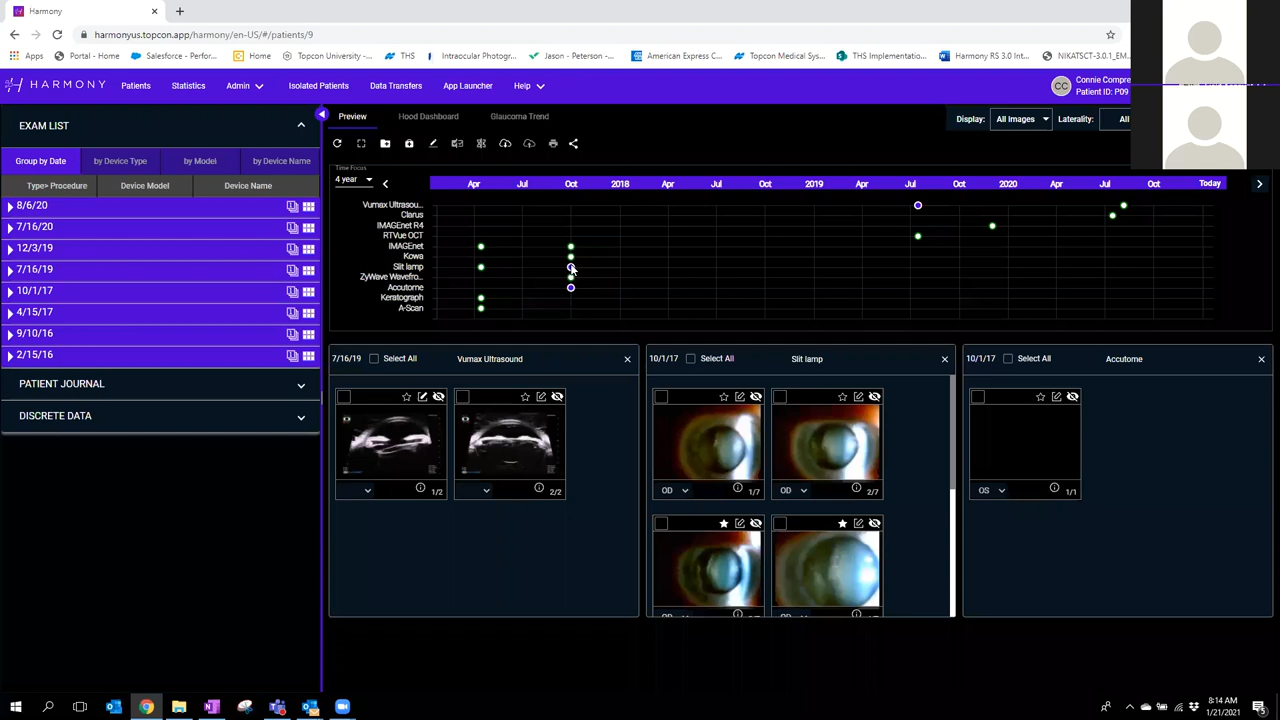 Harmony
harmonyus.topcon.app/harmony/en-US/#/patients/9
Apps
Portal - Home
Salesforce - Perfor...
Home
Topcon University -...
THS
Intraocular Photogr...
Jason - Peterson -...
American Express C...
Topcon Medical Sys...
THS Implementatio...
Harmony RS 3.0 Int...
NIKATSCT-3.0.1_EM...
HARMONY
Patients
Statistics
Admin
Isolated Patients
Data Transfers
App Launcher
Help
CC
Connie Compre
Patient ID: P09
EXAM LIST
Preview
Hood Dashboard
Glaucoma Trend
Display:
All Images
Laterality:
All
Group by Date
by Device Type
by Model
by Device Name
Type> Procedure
Device Model
Device Name
8/6/20
7/16/20
12/3/19
7/16/19
10/1/17
4/15/17
9/10/16
2/15/16
PATIENT JOURNAL
DISCRETE DATA
Time Focus
4 year
Apr
Jul
Oct
2018
Apr
Jul
Oct
2019
Apr
Jul
Oct
2020
Apr
Jul
Oct
Today
Vumax Ultrasou...
Clarus
IMAGEnet R4
RTVue OCT
IMAGEnet
Kowa
Slit lamp
ZyWave Wavefro...
Accutome
Keratograph
A-Scan
7/16/19
Select All
Vumax Ultrasound
1/2
2/2
10/1/17
Select All
Slit lamp
OD
1/7
OD
2/7
OD
10/1/17
Select All
Accutome
OS
1/1
8:14 AM
1/21/2021